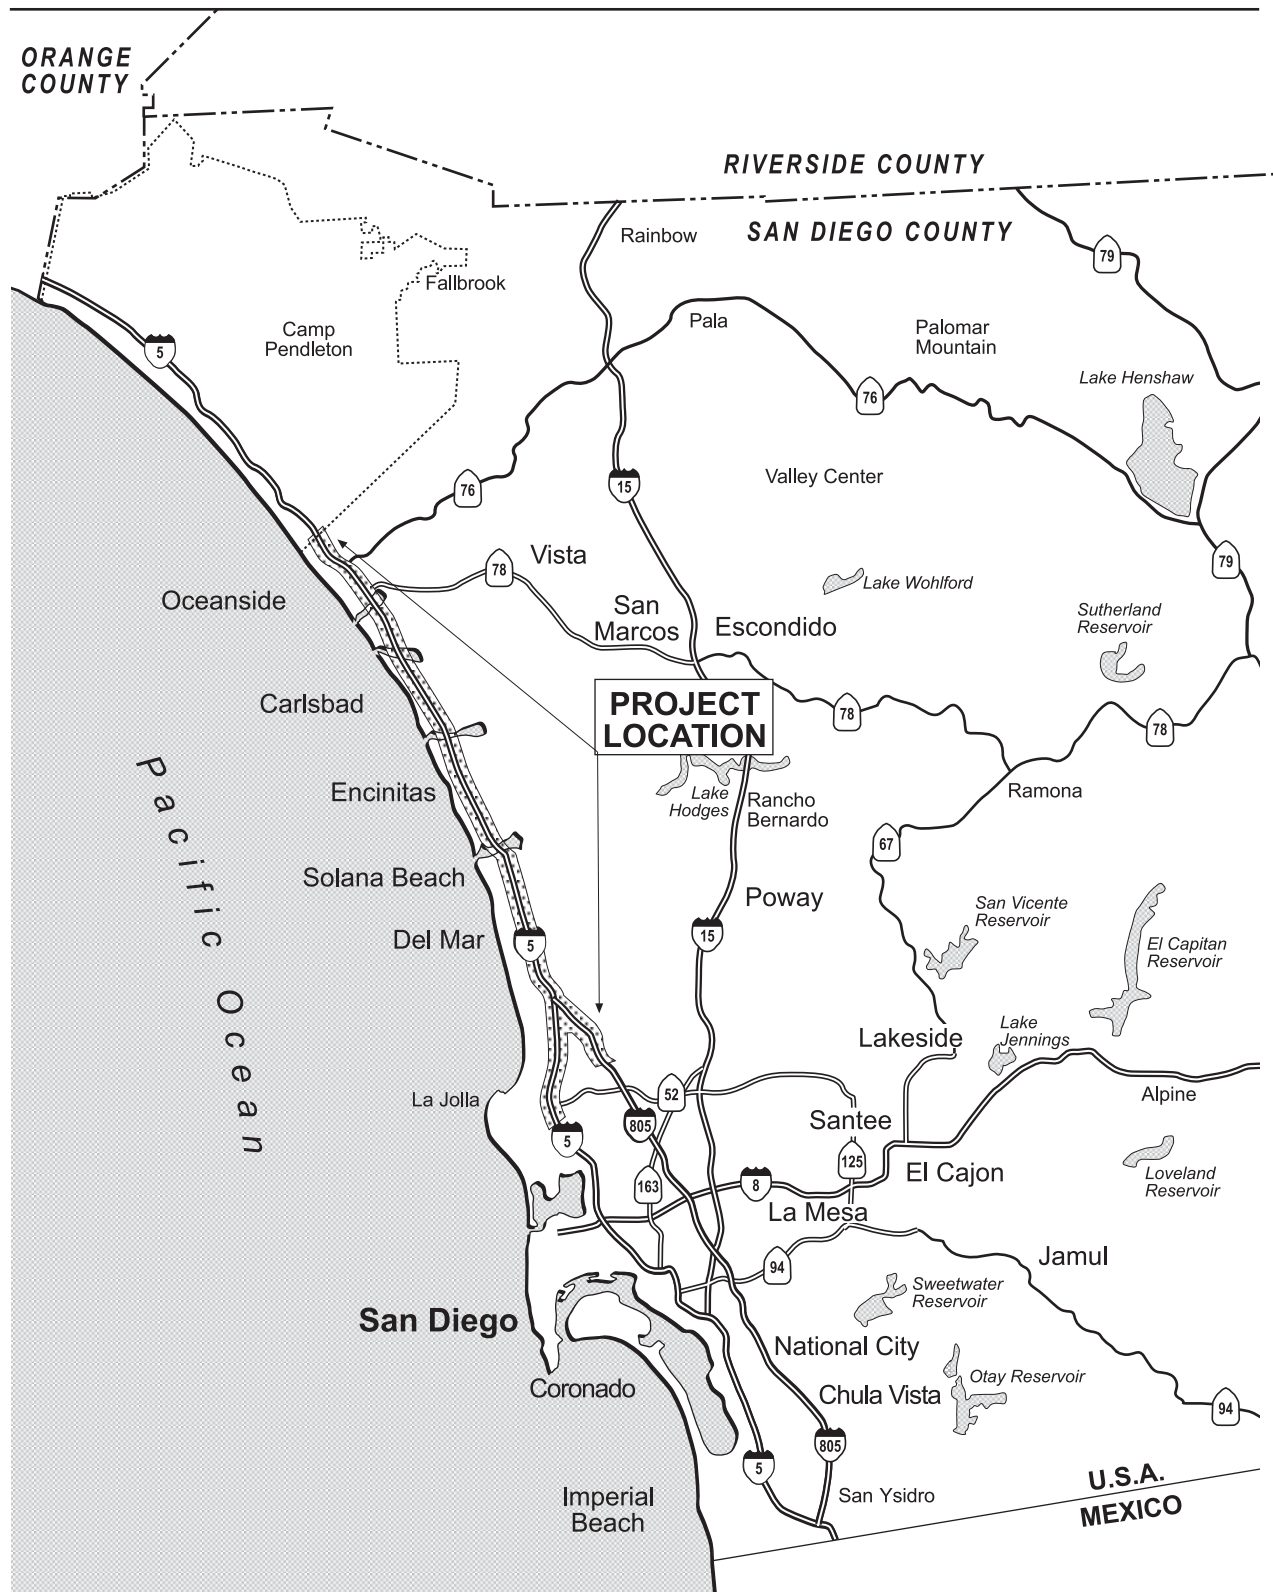 ORANGE
COUNTY
RIVERSIDE COUNTY
SAN DIEGO COUNTY
Rainbow
79
Fallbrook
Pala
Camp
Pendleton
5
Palomar
Mountain
Lake Henshaw
76
76
15
Valley Center
Vista
78
79
Lake Wohlford
Oceanside
San
Marcos
Escondido
Sutherland
Reservoir
Carlsbad
PROJECT
LOCATION
78
78
Pacific Ocean
Encinitas
Lake
Hodges
Rancho
Bernardo
Ramona
67
Solana Beach
Poway
San Vicente
Reservoir
Del Mar
5
15
El Capitan
Reservoir
Lakeside
Lake
Jennings
La Jolla
52
Alpine
805
Santee
5
125
163
8
El Cajon
Loveland
Reservoir
La Mesa
94
Jamul
Sweetwater
Reservoir
San Diego
National City
Otay Reservoir
Coronado
Chula Vista
94
805
5
U.S.A.
MEXICO
Imperial
Beach
San Ysidro